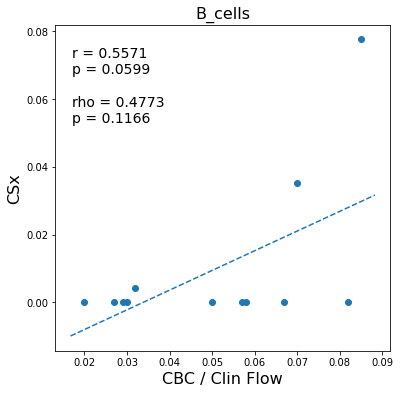 B_cells
r = 0.5571
p = 0.0599
rho = 0.4773
p = 0.1166
CSx
0.08
0.06
0.04
0.02
0.00
0.02 0.03 0.04 0.05 0.06 0.07 0.08 0.09
CBC / Clin Flow